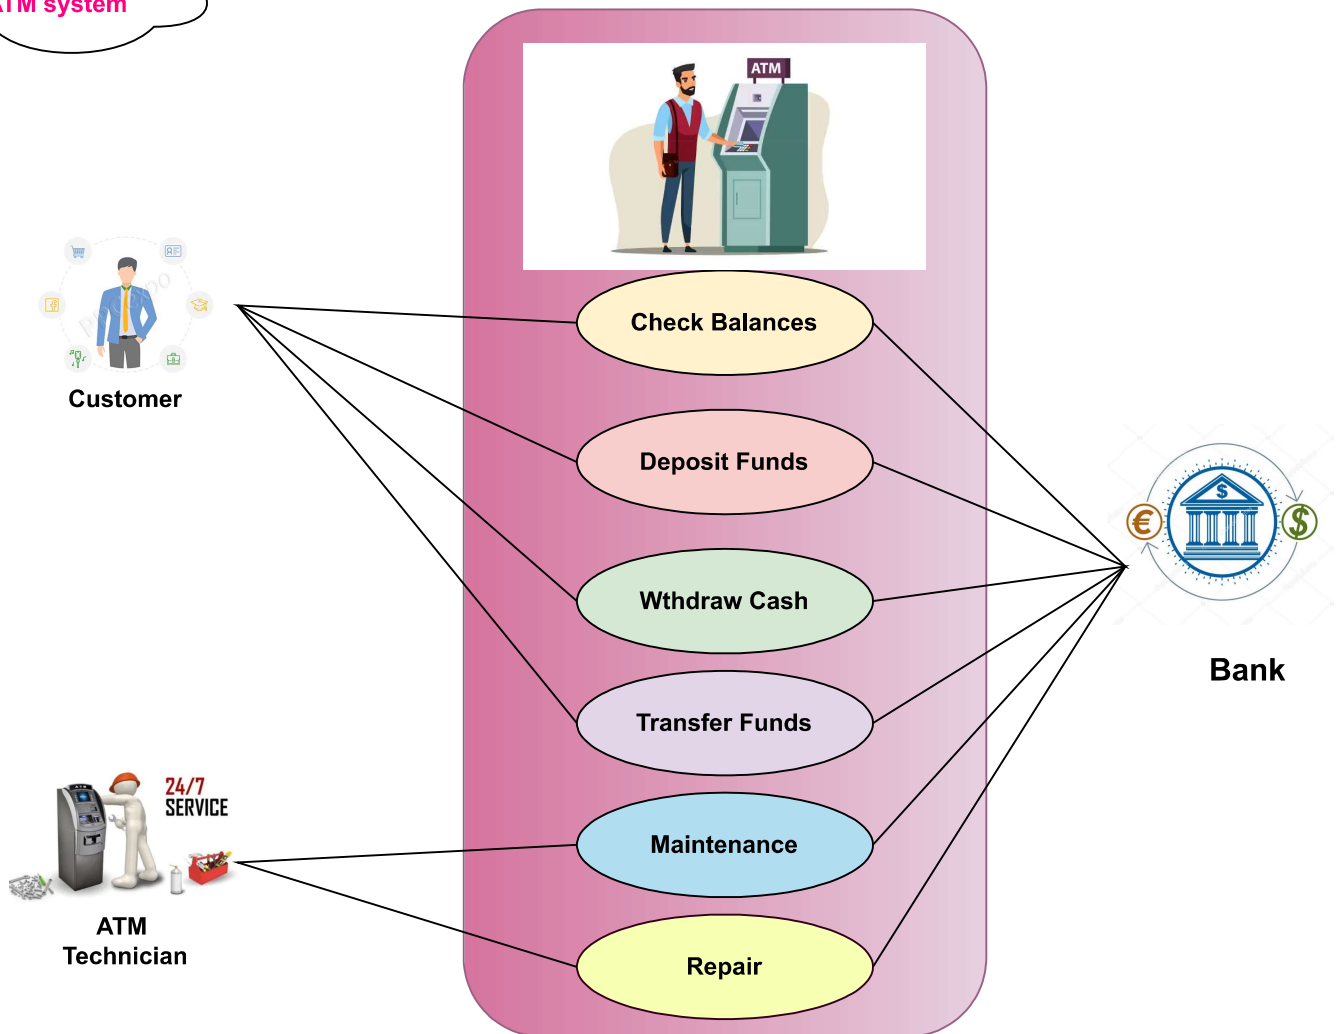 ATM system
ATM
Check Balances
Customer
Deposit Funds
Wthdraw Cash
Bank
Transfer Funds
24/7
SERVICE
Maintenance
ATM
Technician
Repair